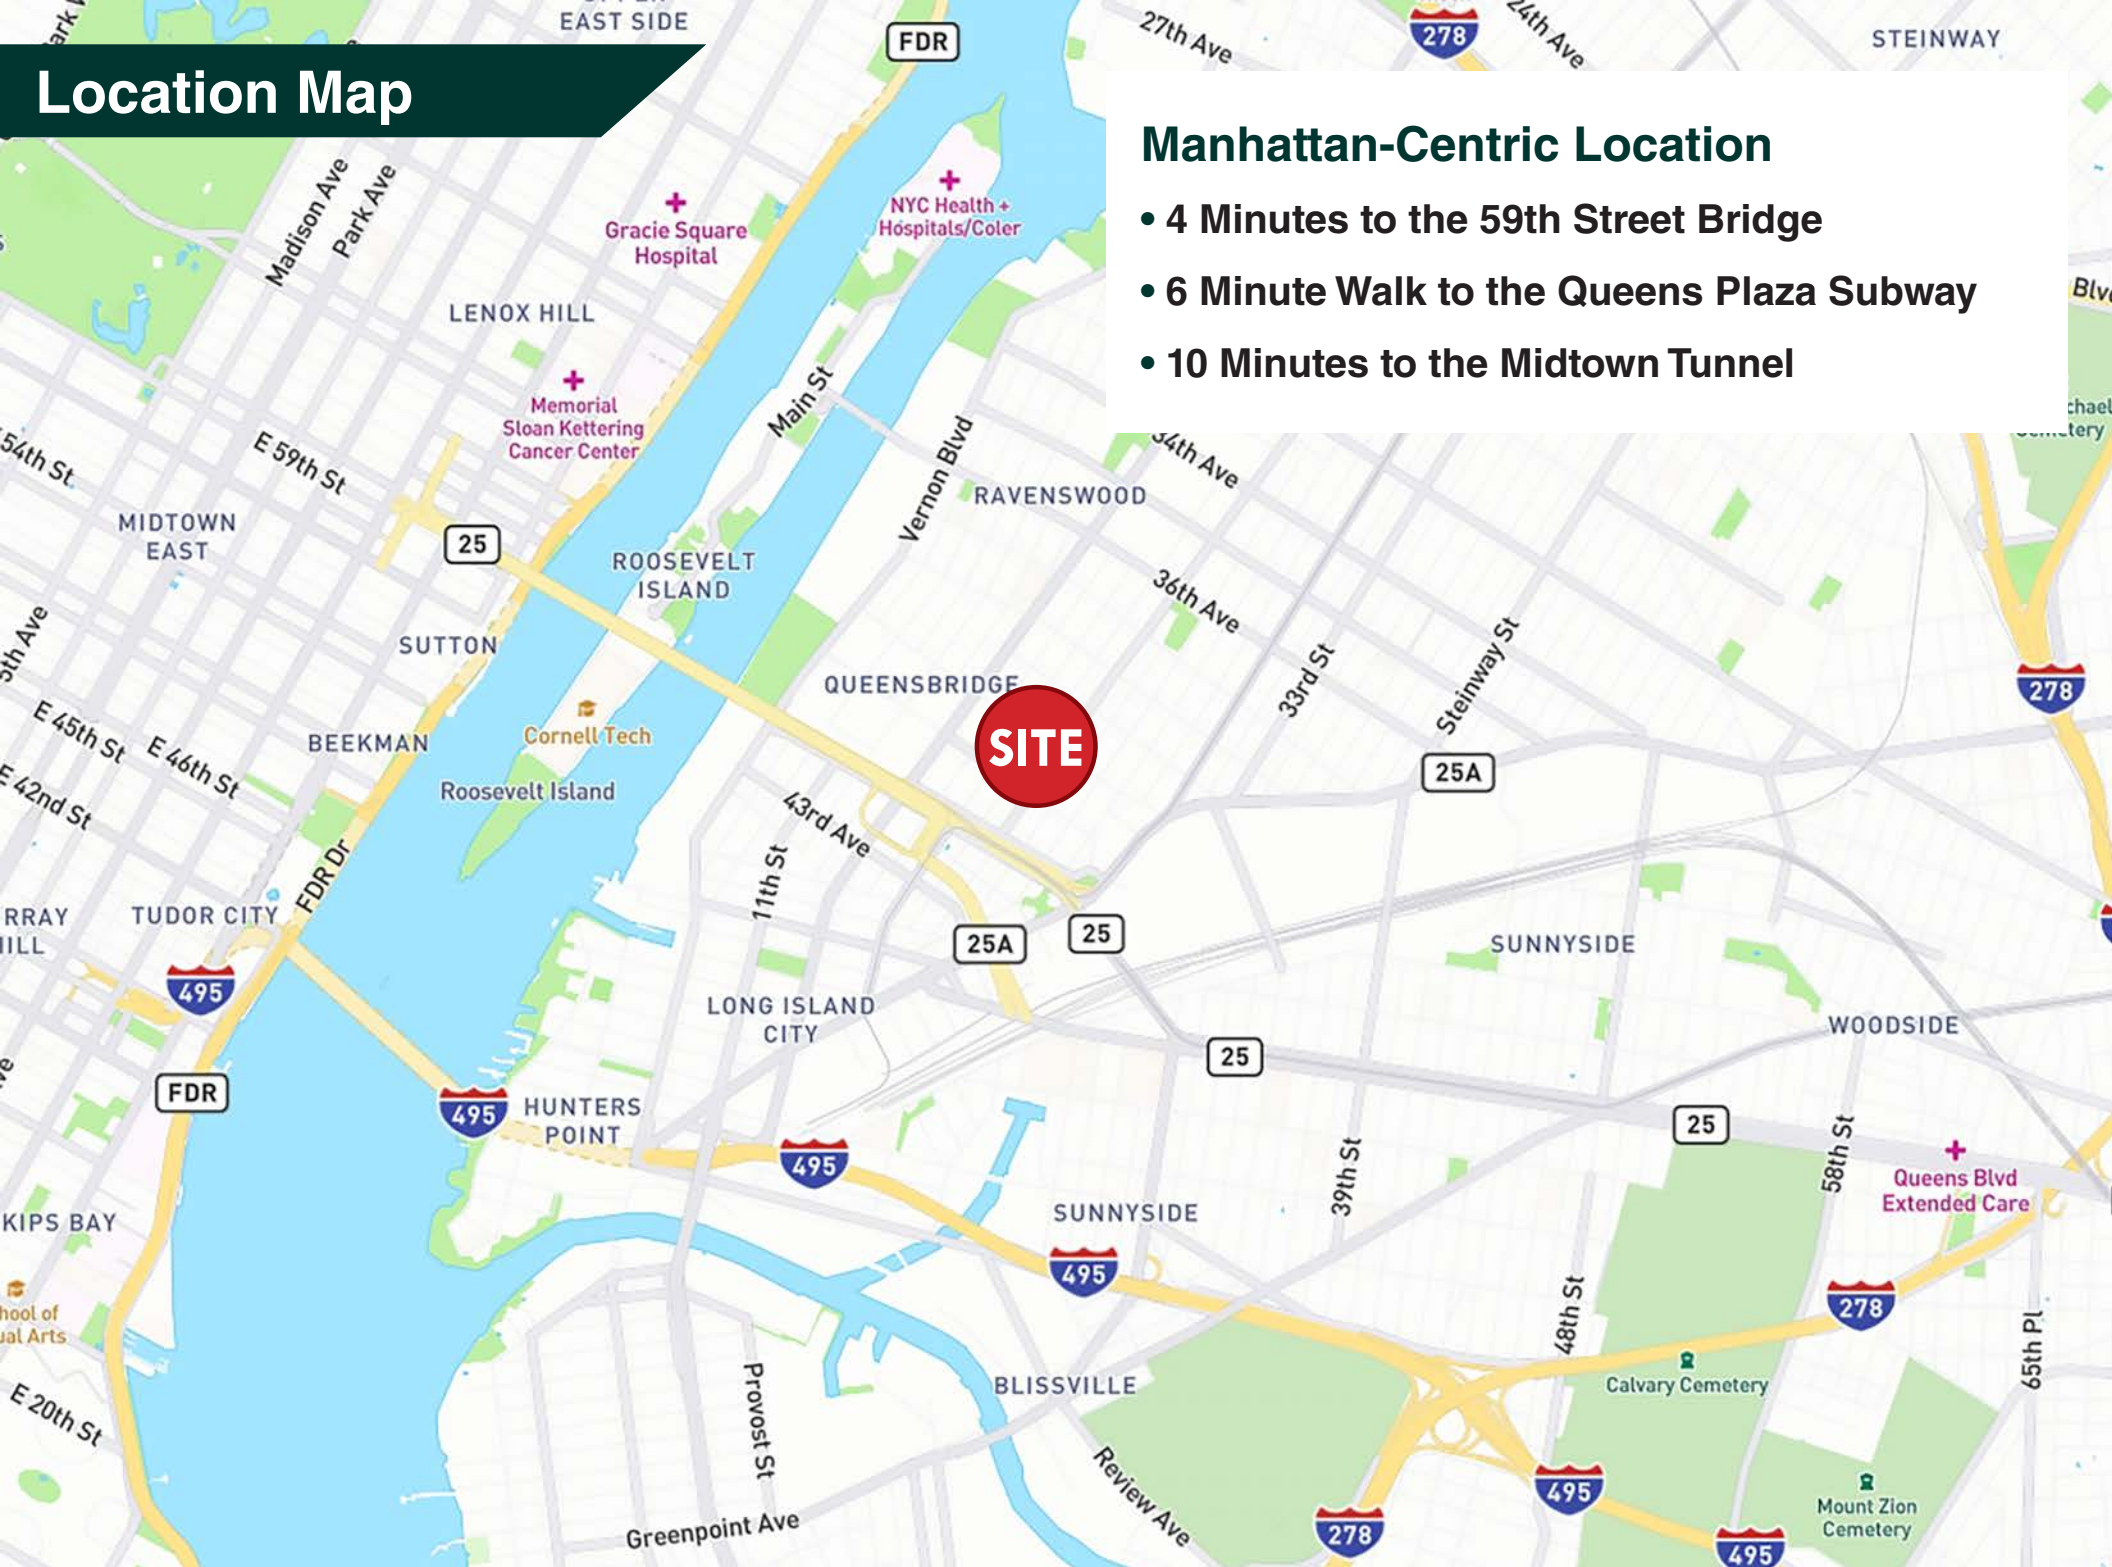 EAST SIDE
FDR
27th Ave
278
24th Ave
STEINWAY
Location Map
Manhattan-Centric Location
• 4 Minutes to the 59th Street Bridge
• 6 Minute Walk to the Queens Plaza Subway
• 10 Minutes to the Midtown Tunnel
Madison Ave
Park Ave
Gracie Square
Hospital
NYC Health +
Hospitals/Coler
LENOX HILL
Memorial
Sloan Kettering
Cancer Center
Main St
Vernon Blvd
34th Ave
RAVENSWOOD
54th St
E 59th St
MIDTOWN
EAST
25
ROOSEVELT
ISLAND
36th Ave
SUTTON
QUEENSBRIDGE
SITE
33rd St
Steinway St
278
25A
Cornell Tech
Roosevelt Island
BEEKMAN
E 45th St
E 46th St
E 42nd St
43rd Ave
11th St
FDR Dr
TUDOR CITY
495
25A
25
SUNNYSIDE
LONG ISLAND
CITY
WOODSIDE
25
FDR
495
HUNTERS
POINT
495
25
58th St
Queens Blvd
Extended Care
39th St
SUNNYSIDE
KIPS BAY
495
48th St
278
65th Pl
Calvary Cemetery
BLISSVILLE
Provost St
E 20th St
Review Ave
Greenpoint Ave
278
495
Mount Zion
Cemetery
495